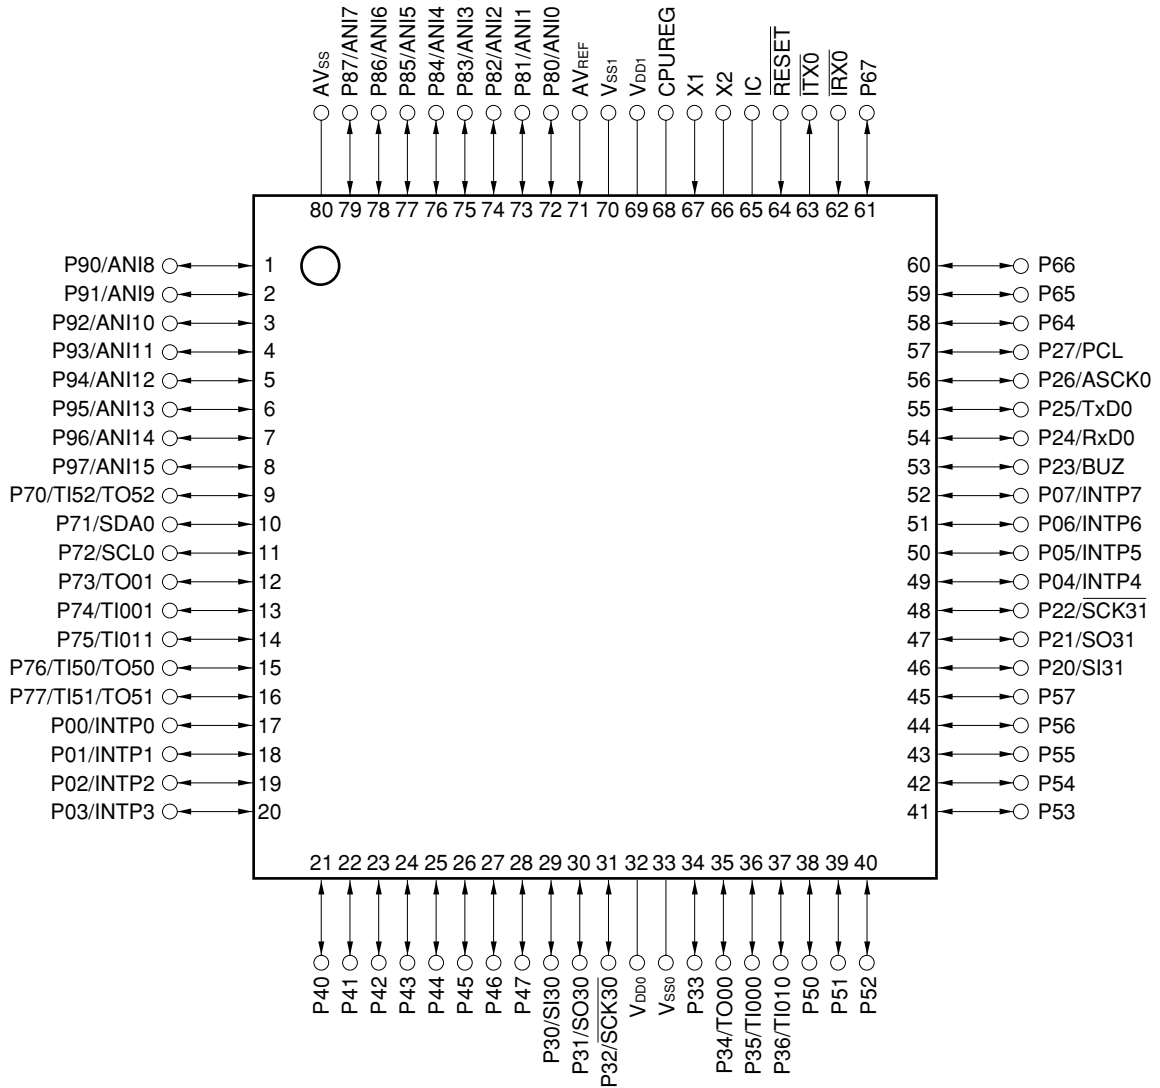 AVSS
P87/ANI7
P86/ANI6
P85/ANI5
P84/ANI4
P83/ANI3
P82/ANI2
P81/ANI1
P80/ANI0
AVREF
VSS1
VDD1
CPUREG
X1
X2
IC
RESET
ITX0
IRX0
P67
80 79 78 77 76 75 74 73 72 71 70 69 68 67 66 65 64 63 62 61
P90/ANI8 1 60 P66
P91/ANI9 2 59 P65
P92/ANI10 3 58 P64
P93/ANI11 4 57 P27/PCL
P94/ANI12 5 56 P26/ASCK0
P95/ANI13 6 55 P25/TxD0
P96/ANI14 7 54 P24/RxD0
P97/ANI15 8 53 P23/BUZ
P70/TI52/TO52 9 52 P07/INTP7
P71/SDA0 10 51 P06/INTP6
P72/SCL0 11 50 P05/INTP5
P73/TO01 12 49 P04/INTP4
P74/TI001 13 48 P22/SCK31
P75/TI011 14 47 P21/SO31
P76/TI50/TO50 15 46 P20/SI31
P77/TI51/TO51 16 45 P57
P00/INTP0 17 44 P56
P01/INTP1 18 43 P55
P02/INTP2 19 42 P54
P03/INTP3 20 41 P53
21 22 23 24 25 26 27 28 29 30 31 32 33 34 35 36 37 38 39 40
P40
P41
P42
P43
P44
P45
P46
P47
P30/SI30
P31/SO30
P32/SCK30
VDD0
VSS0
P33
P34/TO00
P35/TI000
P36/TI010
P50
P51
P52